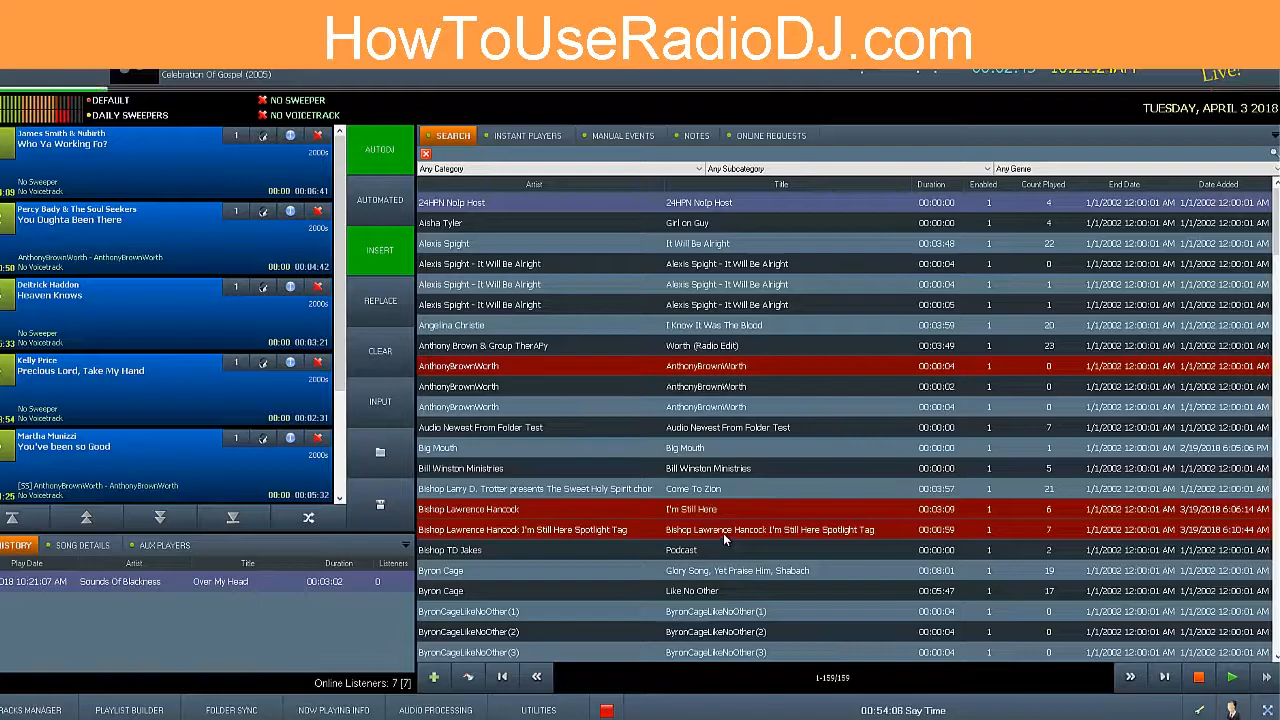 HowToUseRadioDJ.com
Celebration Of Gospel (2005)
Live!
DEFAULT NO SWEEPER
DAILY SWEEPERS NO VOICETRACK
TUESDAY, APRIL 3 2018
James Smith & Nubirth 1
Who Ya Working Fo?
2000s
No Sweeper
No Voicetrack 00:00 00:06:41
Percy Bady & The Soul Seekers 1
You Oughta Been There
2000s
AnthonyBrownWorth - AnthonyBrownWorth
No Voicetrack 00:00 00:04:42
Deitrick Haddon 1
Heaven Knows
2000s
No Sweeper
No Voicetrack 00:00 00:03:21
Kelly Price 1
Precious Lord, Take My Hand
2000s
No Sweeper
No Voicetrack 00:00 00:02:31
Martha Munizzi 1
You've been so Good
2000s
[SS] AnthonyBrownWorth - AnthonyBrownWorth
No Voicetrack 00:00 00:05:32
AUTODJ
AUTOMATED
INSERT
REPLACE
CLEAR
INPUT
HISTORY SONG DETAILS AUX PLAYERS
Play Date Artist Title Duration Listeners
018 10:21:07 AM Sounds Of Blackness Over My Head 00:03:02 0
Online Listeners: 7 [7]
SEARCH INSTANT PLAYERS MANUAL EVENTS NOTES ONLINE REQUESTS
Any Category Any Subcategory Any Genre
Artist Title Duration Enabled Count Played End Date Date Added
24HPN No|p Host 24HPN No|p Host 00:00:00 1 4 1/1/2002 12:00:01 AM 1/1/2002 12:00:01 AM
Aisha Tyler Girl on Guy 00:00:00 1 4 1/1/2002 12:00:01 AM 1/1/2002 12:00:01 AM
Alexis Spight It Will Be Alright 00:03:48 1 22 1/1/2002 12:00:01 AM 1/1/2002 12:00:01 AM
Alexis Spight - It Will Be Alright Alexis Spight - It Will Be Alright 00:00:04 1 0 1/1/2002 12:00:01 AM 1/1/2002 12:00:01 AM
Alexis Spight - It Will Be Alright Alexis Spight - It Will Be Alright 00:00:04 1 1 1/1/2002 12:00:01 AM 1/1/2002 12:00:01 AM
Alexis Spight - It Will Be Alright Alexis Spight - It Will Be Alright 00:00:05 1 1 1/1/2002 12:00:01 AM 1/1/2002 12:00:01 AM
Angelina Christie I Know It Was The Blood 00:03:59 1 20 1/1/2002 12:00:01 AM 1/1/2002 12:00:01 AM
Anthony Brown & Group TherAPy Worth (Radio Edit) 00:03:49 1 23 1/1/2002 12:00:01 AM 1/1/2002 12:00:01 AM
AnthonyBrownWorth AnthonyBrownWorth 00:00:04 1 0 1/1/2002 12:00:01 AM 1/1/2002 12:00:01 AM
AnthonyBrownWorth AnthonyBrownWorth 00:00:02 1 0 1/1/2002 12:00:01 AM 1/1/2002 12:00:01 AM
AnthonyBrownWorth AnthonyBrownWorth 00:00:04 1 0 1/1/2002 12:00:01 AM 1/1/2002 12:00:01 AM
Audio Newest From Folder Test Audio Newest From Folder Test 00:00:00 1 7 1/1/2002 12:00:01 AM 1/1/2002 12:00:01 AM
Big Mouth Big Mouth 00:00:00 1 0 1/1/2002 12:00:01 AM 2/19/2018 6:05:06 PM
Bill Winston Ministries Bill Winston Ministries 00:00:00 1 5 1/1/2002 12:00:01 AM 1/1/2002 12:00:01 AM
Bishop Larry D. Trotter presents The Sweet Holy Spirit choir Come To Zion 00:03:57 1 21 1/1/2002 12:00:01 AM 1/1/2002 12:00:01 AM
Bishop Lawrence Hancock I'm Still Here 00:03:09 1 6 1/1/2002 12:00:01 AM 3/19/2018 6:06:14 PM
Bishop Lawrence Hancock I'm Still Here Spotlight Tag Bishop Lawrence Hancock I'm Still Here Spotlight Tag 00:00:59 1 7 1/1/2002 12:00:01 AM 3/19/2018 6:10:44 PM
Bishop TD Jakes Podcast 00:00:00 1 2 1/1/2002 12:00:01 AM 1/1/2002 12:00:01 AM
Byron Cage Glory Song, Yet Praise Him, Shabach 00:08:01 1 19 1/1/2002 12:00:01 AM 1/1/2002 12:00:01 AM
Byron Cage Like No Other 00:05:47 1 17 1/1/2002 12:00:01 AM 1/1/2002 12:00:01 AM
ByronCageLikeNoOther(1) ByronCageLikeNoOther(1) 00:00:04 1 0 1/1/2002 12:00:01 AM 1/1/2002 12:00:01 AM
ByronCageLikeNoOther(2) ByronCageLikeNoOther(2) 00:00:04 1 0 1/1/2002 12:00:01 AM 1/1/2002 12:00:01 AM
ByronCageLikeNoOther(3) ByronCageLikeNoOther(3) 00:00:04 1 0 1/1/2002 12:00:01 AM 1/1/2002 12:00:01 AM
1-159/159
TRACKS MANAGER PLAYLIST BUILDER FOLDER SYNC NOW PLAYING INFO AUDIO PROCESSING UTILITIES 00:54:06 Say Time